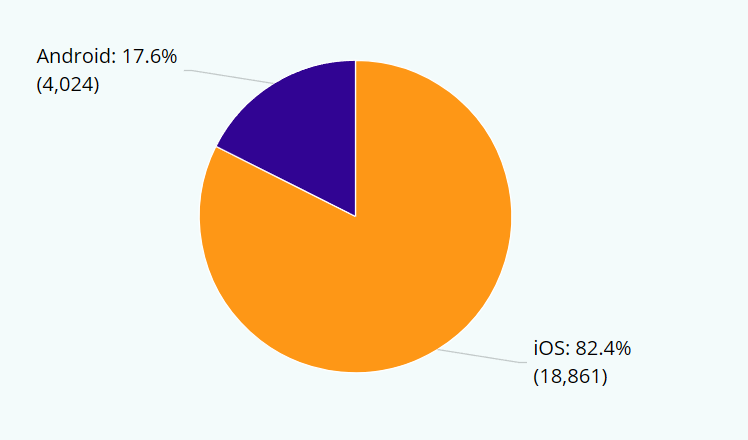 Android: 17.6%
(4,024)
iOS: 82.4%
(18,861)